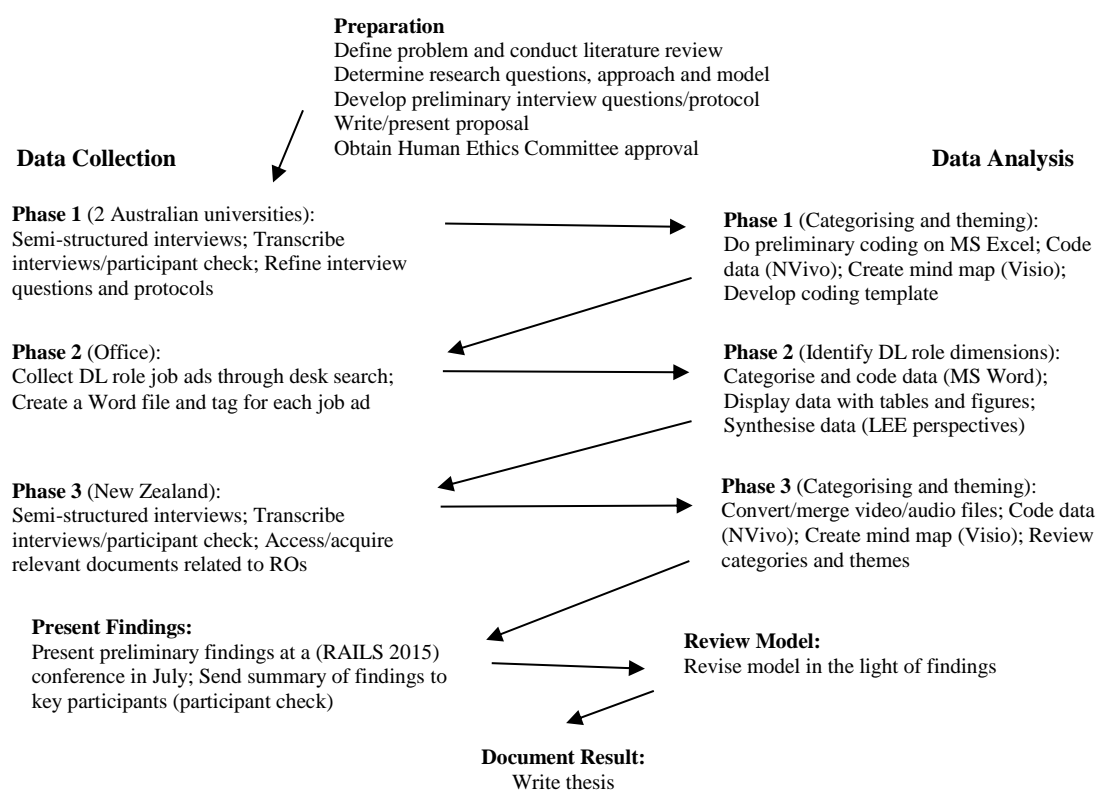 Preparation
Define problem and conduct literature review
Determine research questions, approach and model
Develop preliminary interview questions/protocol
Write/present proposal
Obtain Human Ethics Committee approval
Data Collection
Data Analysis
Phase 1 (2 Australian universities):
Semi-structured interviews; Transcribe
interviews/participant check; Refine interview
questions and protocols
Phase 1 (Categorising and theming):
Do preliminary coding on MS Excel; Code
data (NVivo); Create mind map (Visio);
Develop coding template
Phase 2 (Office):
Collect DL role job ads through desk search;
Create a Word file and tag for each job ad
Phase 2 (Identify DL role dimensions):
Categorise and code data (MS Word);
Display data with tables and figures;
Synthesise data (LEE perspectives)
Phase 3 (New Zealand):
Semi-structured interviews; Transcribe
interviews/participant check; Access/acquire
relevant documents related to ROs
Phase 3 (Categorising and theming):
Convert/merge video/audio files; Code data
(NVivo); Create mind map (Visio); Review
categories and themes
Present Findings:
Present preliminary findings at a (RAILS 2015)
conference in July; Send summary of findings to
key participants (participant check)
Review Model:
Revise model in the light of findings
Document Result:
Write thesis